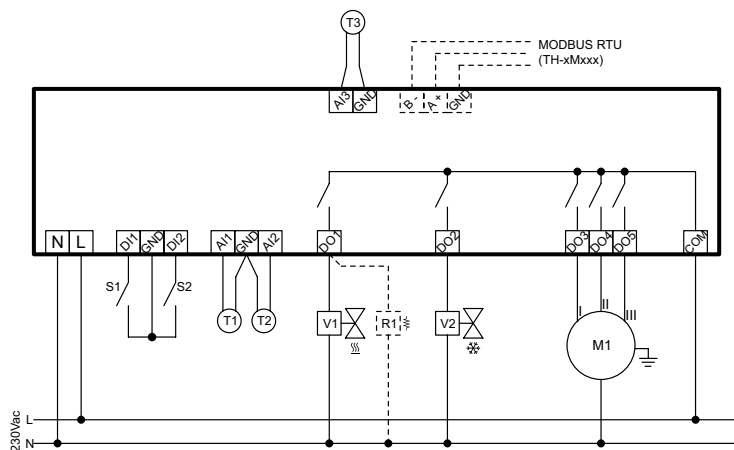 T3
MODBUS RTU
(TH-xMxxx)
AI3 GND B - A + GND
N L DI1 GND DI2 AI1 GND AI2 DO1 DO2 DO3 DO4 DO5 COM
S1 S2
I II III
T1 T2 V1 R1 V2
M1
230Vac
L
N